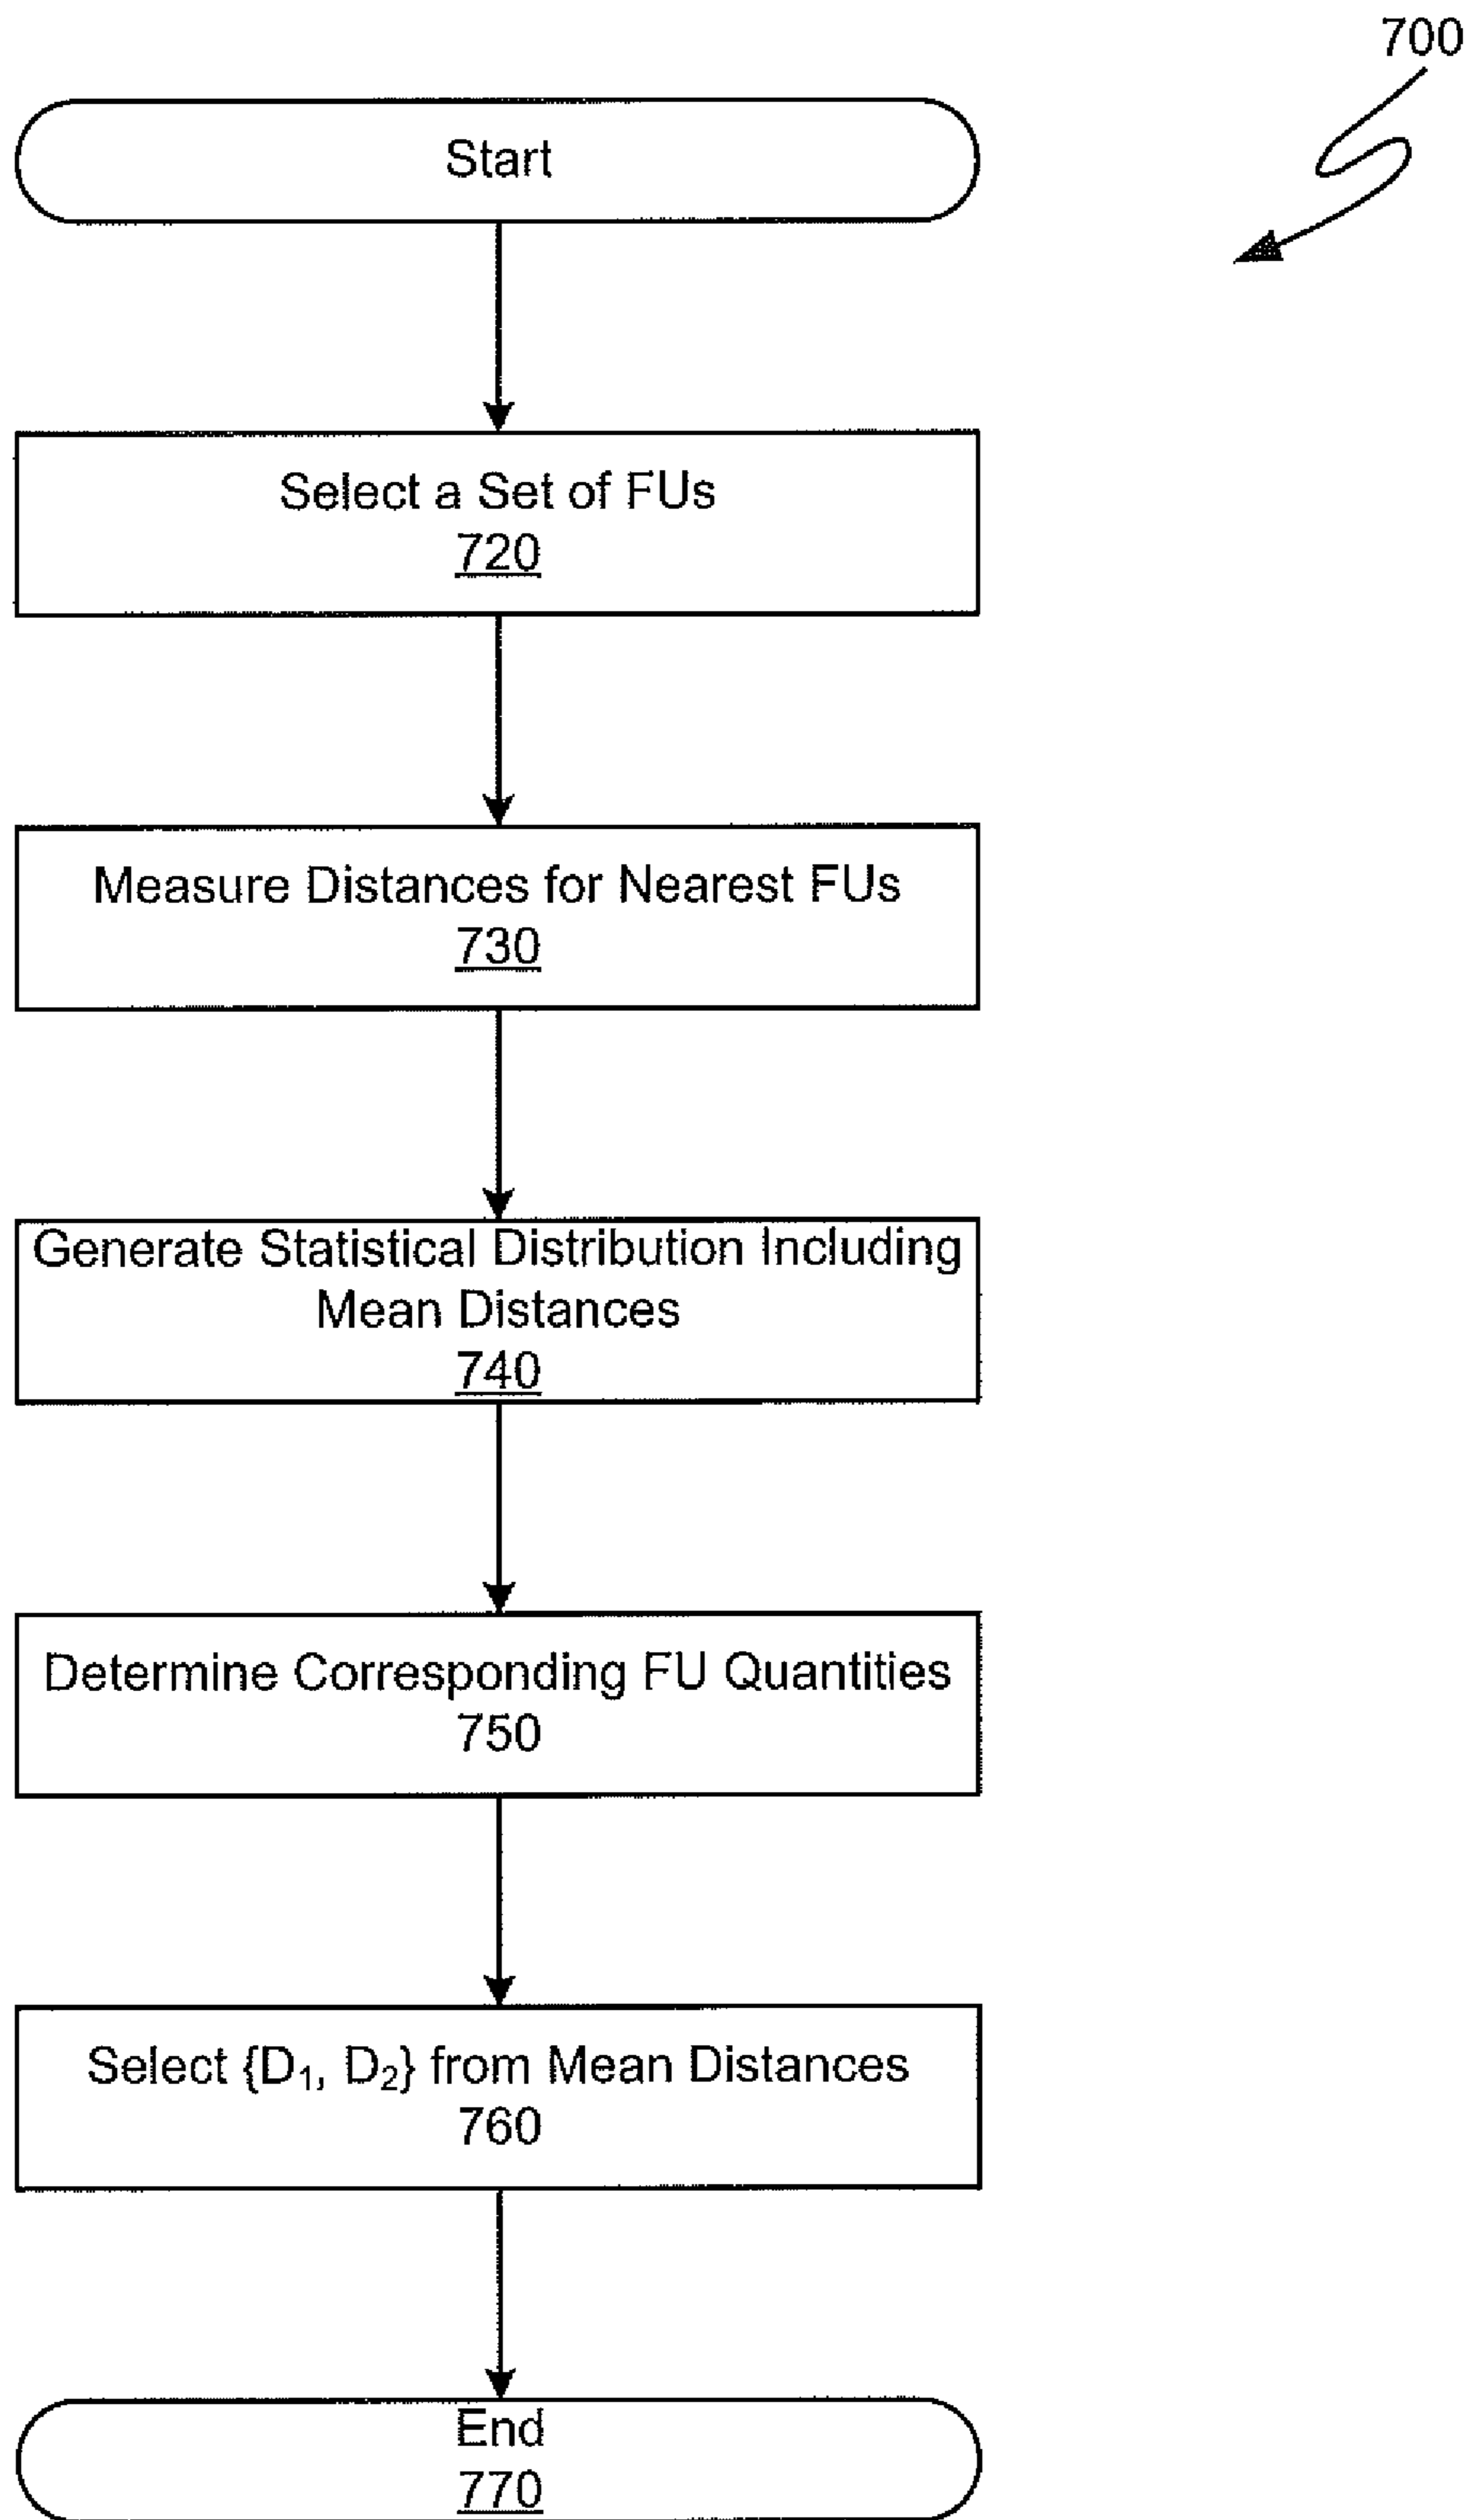 700
Start
Select a Set of FUs
720
Measure Distances for Nearest FUs
730
Generate Statistical Distribution Including
Mean Distances
740
Determine Corresponding FU Quantities
750
Select {D₁, D₂} from Mean Distances
760
End
770